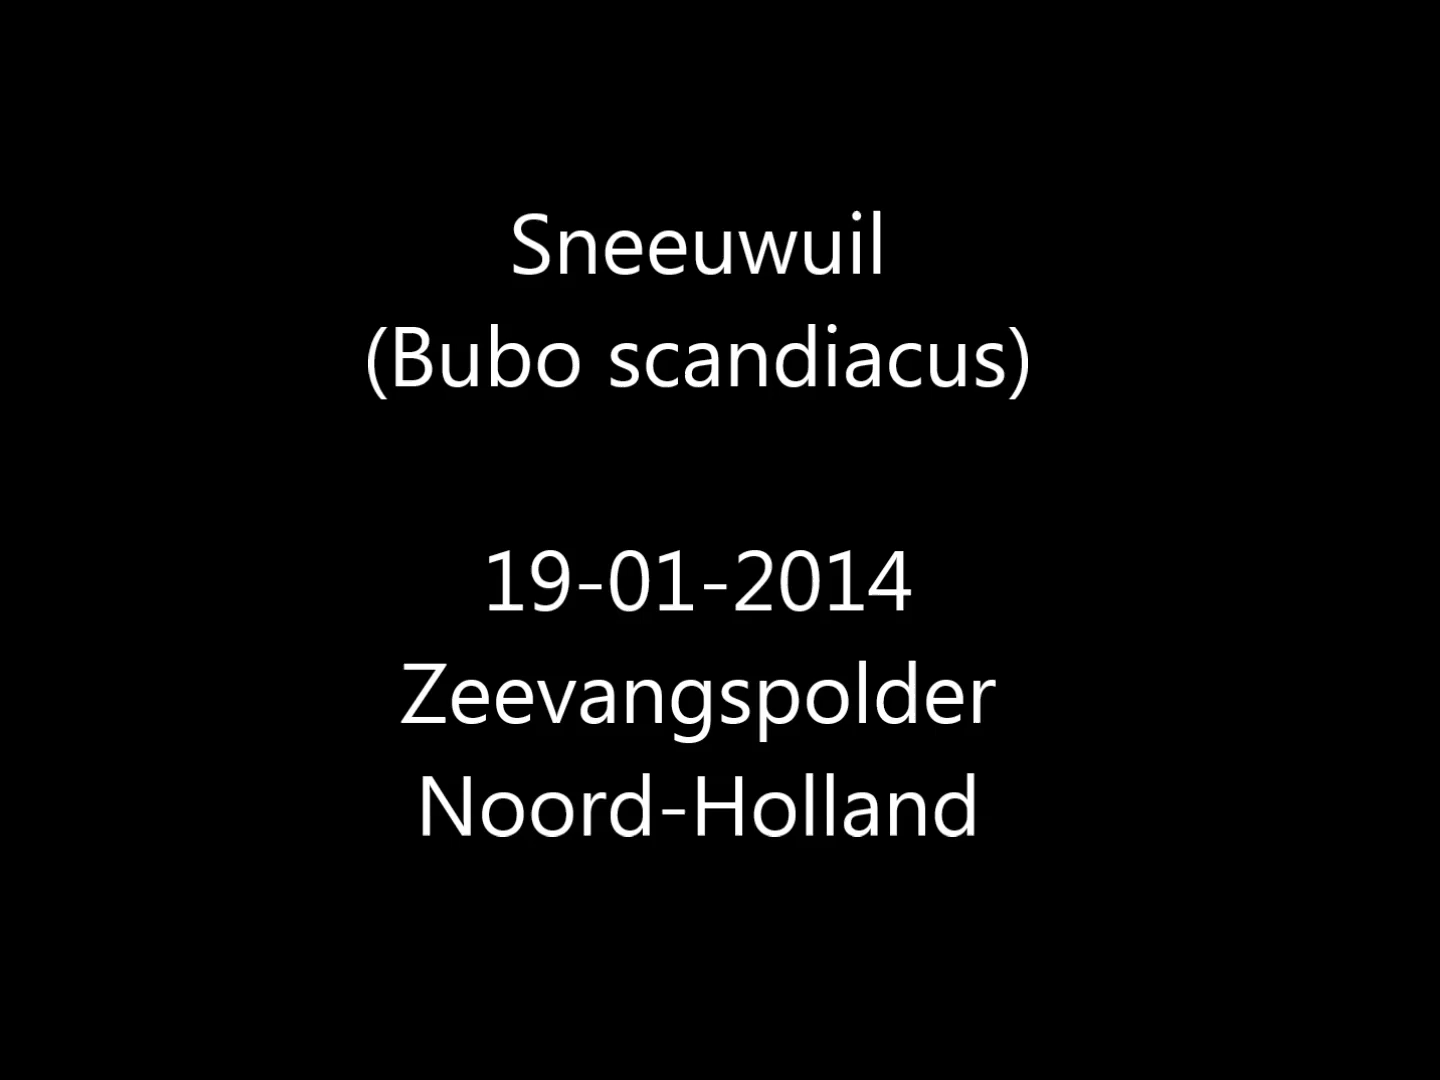 Sneeuwuil
(Bubo scandiacus)
19-01-2014
Zeevangspolder
Noord-Holland